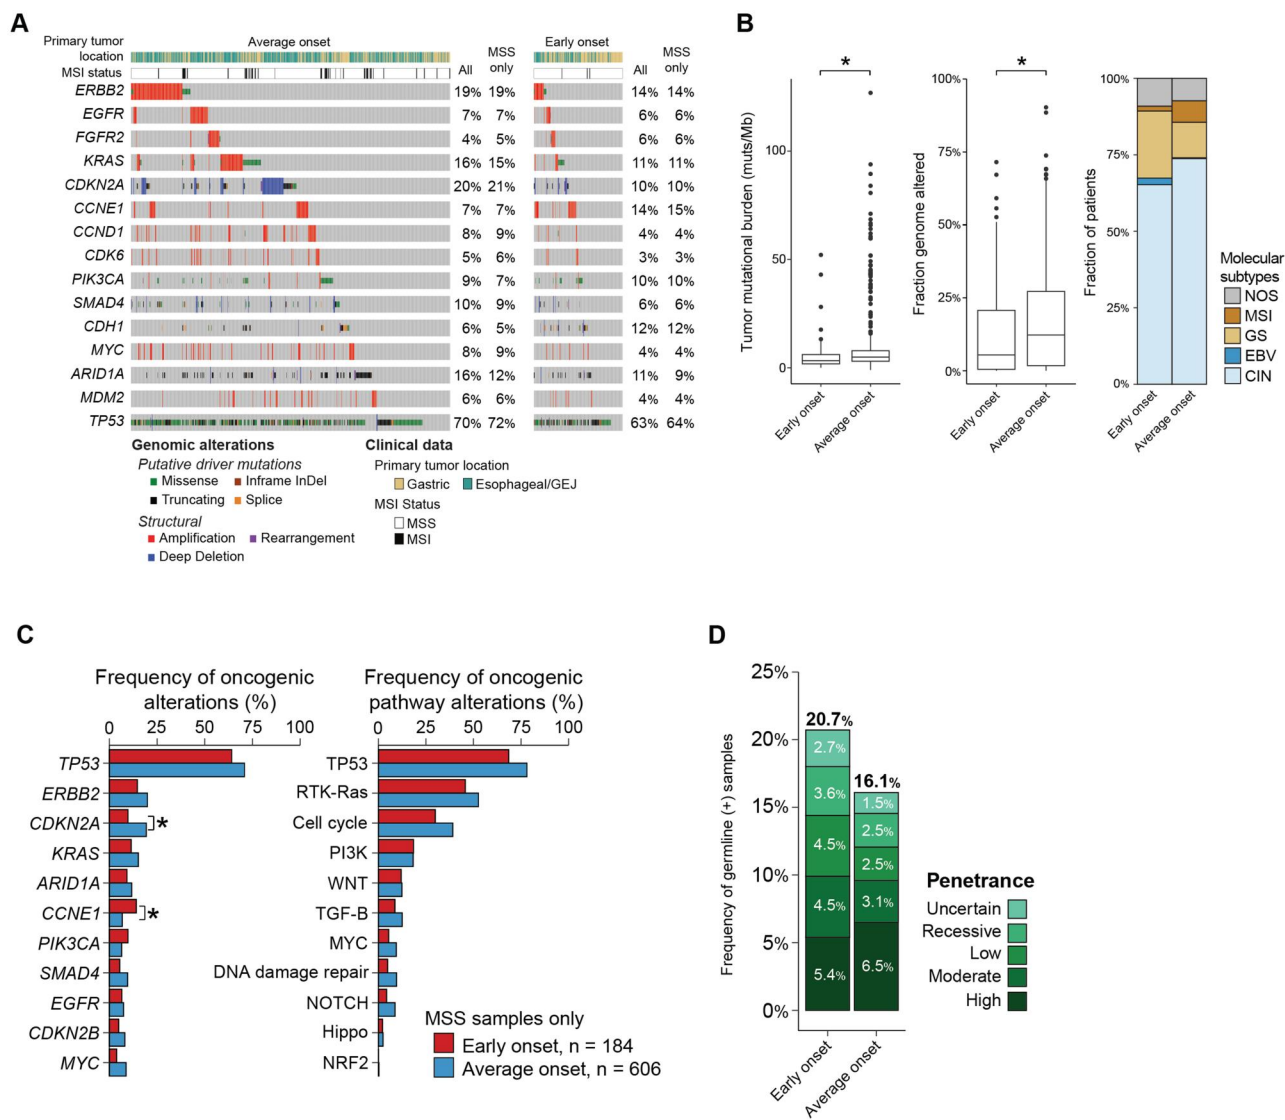 A
Primary tumor
location
Average onset
MSS
only
All
Early onset
All
MSS
only
MSI status
ERBB2 19% 19% 14% 14%
EGFR 7% 7% 6% 6%
FGFR2 4% 5% 6% 6%
KRAS 16% 15% 11% 11%
CDKN2A 20% 21% 10% 10%
CCNE1 7% 7% 14% 15%
CCND1 8% 9% 4% 4%
CDK6 5% 6% 3% 3%
PIK3CA 9% 7% 10% 10%
SMAD4 10% 9% 6% 6%
CDH1 6% 5% 12% 12%
MYC 8% 9% 4% 4%
ARID1A 16% 12% 11% 9%
MDM2 6% 6% 4% 4%
TP53 70% 72% 63% 64%
Genomic alterations
Putative driver mutations
Missense
Inframe InDel
Truncating
Splice
Structural
Amplification
Rearrangement
Deep Deletion
Clinical data
Primary tumor location
Gastric
Esophageal/GEJ
MSI Status
MSS
MSI
B
Tumor mutational burden (muts/Mb)
100
50
0
*
Early onset
Average onset
Fraction genome altered
100%
75%
50%
25%
0%
*
Early onset
Average onset
Fraction of patients
100%
75%
50%
25%
0%
Early onset
Average onset
Molecular
subtypes
NOS
MSI
GS
EBV
CIN
C
Frequency of oncogenic
alterations (%)
0 25 50 75 100
TP53
ERBB2
CDKN2A *
KRAS
ARID1A
CCNE1 *
PIK3CA
SMAD4
EGFR
CDKN2B
MYC
Frequency of oncogenic
pathway alterations (%)
0 25 50 75 100
TP53
RTK-Ras
Cell cycle
PI3K
WNT
TGF-B
MYC
DNA damage repair
NOTCH
Hippo
NRF2
MSS samples only
Early onset, n = 184
Average onset, n = 606
D
Frequency of germline (+) samples
25%
20%
15%
10%
5%
0%
20.7%
2.7%
3.6%
4.5%
4.5%
5.4%
16.1%
1.5%
2.5%
2.5%
3.1%
6.5%
Early onset
Average onset
Penetrance
Uncertain
Recessive
Low
Moderate
High